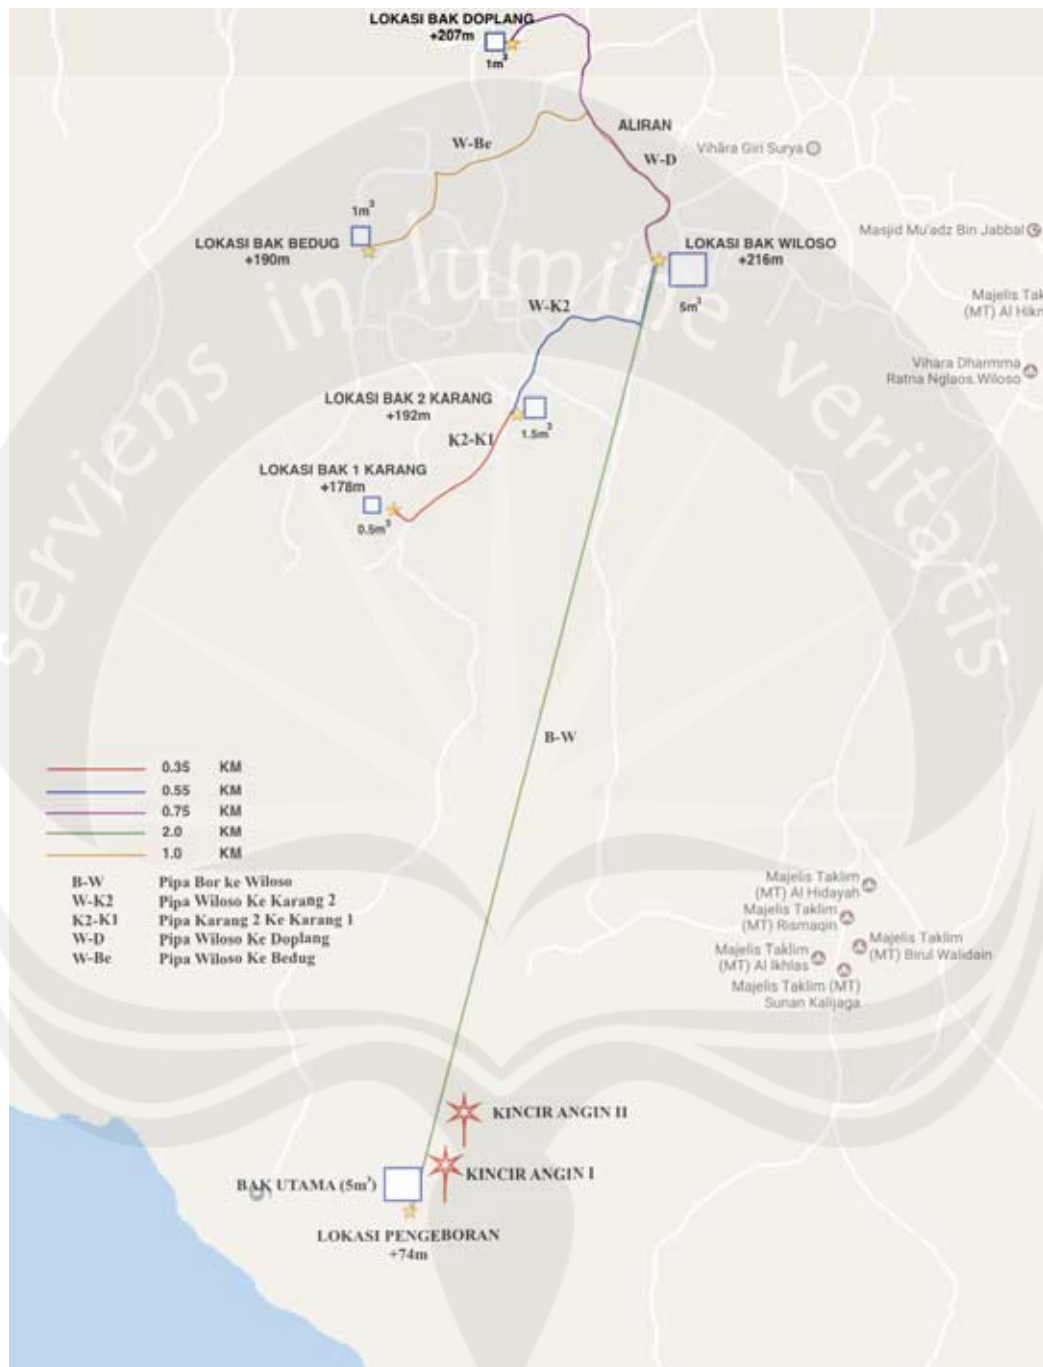 LOKASI BAK DOPLANG
+207m
1m³
ALIRAN
W-Be
W-D
Vihāra Giri Surya
1m³
LOKASI BAK BEDUG
+190m
LOKASI BAK WILOSO
+216m
5m³
Masjid Mu'adz Bin Jabbal
Majelis Tak
(MT) Al Hikm
W-K2
Vihara Dharmma
Ratna Nglaos.Wiloso
LOKASI BAK 2 KARANG
+192m
1.5m³
K2-K1
LOKASI BAK 1 KARANG
+178m
0.5m³
serviens in lumine veritatis
B-W
0.35 KM
0.55 KM
0.75 KM
2.0 KM
1.0 KM
B-W Pipa Bor ke Wiloso
W-K2 Pipa Wiloso Ke Karang 2
K2-K1 Pipa Karang 2 Ke Karang 1
W-D Pipa Wiloso Ke Doplang
W-Be Pipa Wiloso Ke Bedug
Majelis Taklim
(MT) Al Hidayah
Majelis Taklim
(MT) Rismaqin
Majelis Taklim
(MT) Birul Walidain
Majelis Taklim
(MT) Al Ikhlas
Majelis Taklim (MT)
Sunan Kalijaga
KINCIR ANGIN II
KINCIR ANGIN I
BAK UTAMA (5m³)
LOKASI PENGEBORAN
+74m